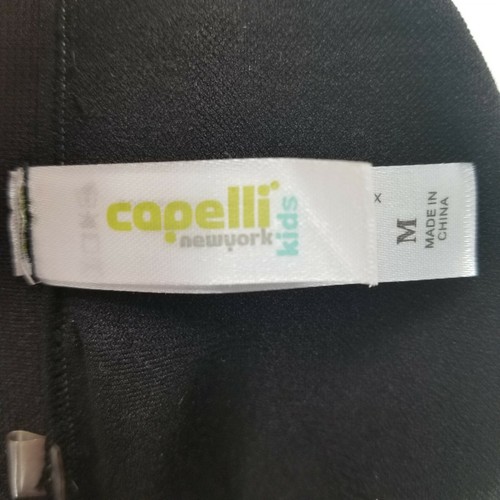 capelli
newyork
kids
X
M
MADE IN
CHINA